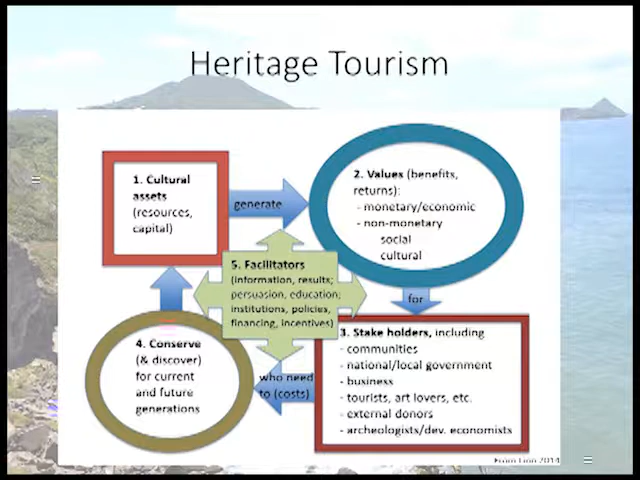 Heritage Tourism
1. Cultural
assets
(resources,
capital)
generate
2. Values (benefits,
returns):
- monetary/economic
- non-monetary
social
cultural
5. Facilitators
(information, results;
persuasion, education;
institutions, policies,
financing, incentives)
for
3. Stake holders, including
- communities
- national/local government
- business
- tourists, art lovers, etc.
- external donors
- archeologists/dev. economists
who need
to (costs)
4. Conserve
(& discover)
for current
and future
generations
From Lino 2014